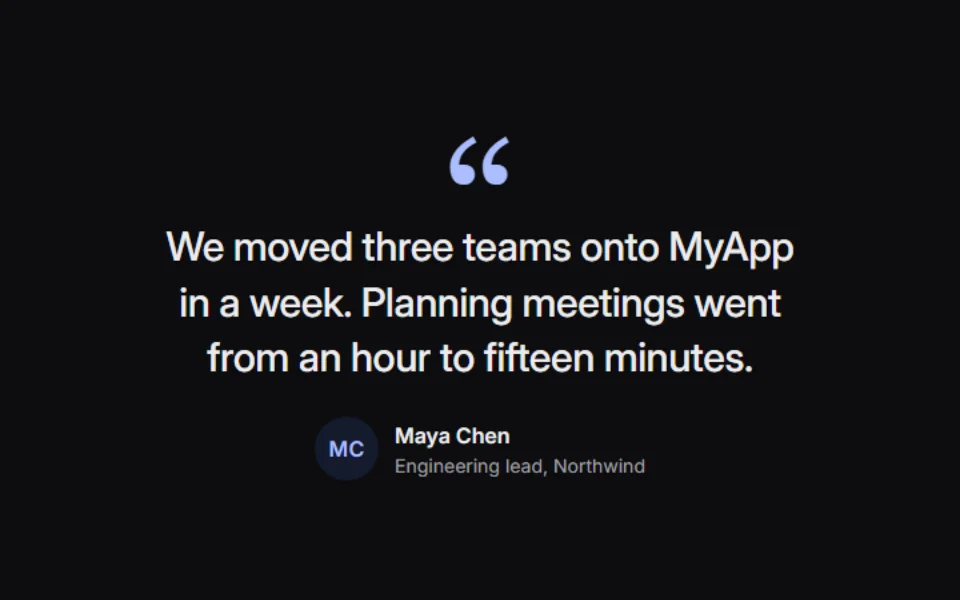 “
We moved three teams onto MyApp
in a week. Planning meetings went
from an hour to fifteen minutes.
MC
Maya Chen
Engineering lead, Northwind